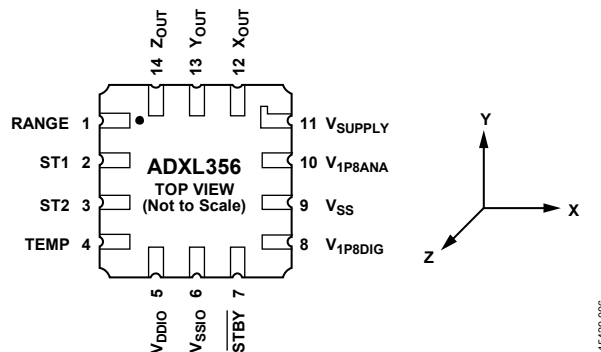 14 ZOUT
13 YOUT
12 XOUT
RANGE 1
ST1 2
ST2 3
TEMP 4
ADXL356
TOP VIEW
(Not to Scale)
11 VSUPPLY
10 V1P8ANA
9 VSS
8 V1P8DIG
VDDIO 5
VSSIO 6
STBY 7
Y
X
Z